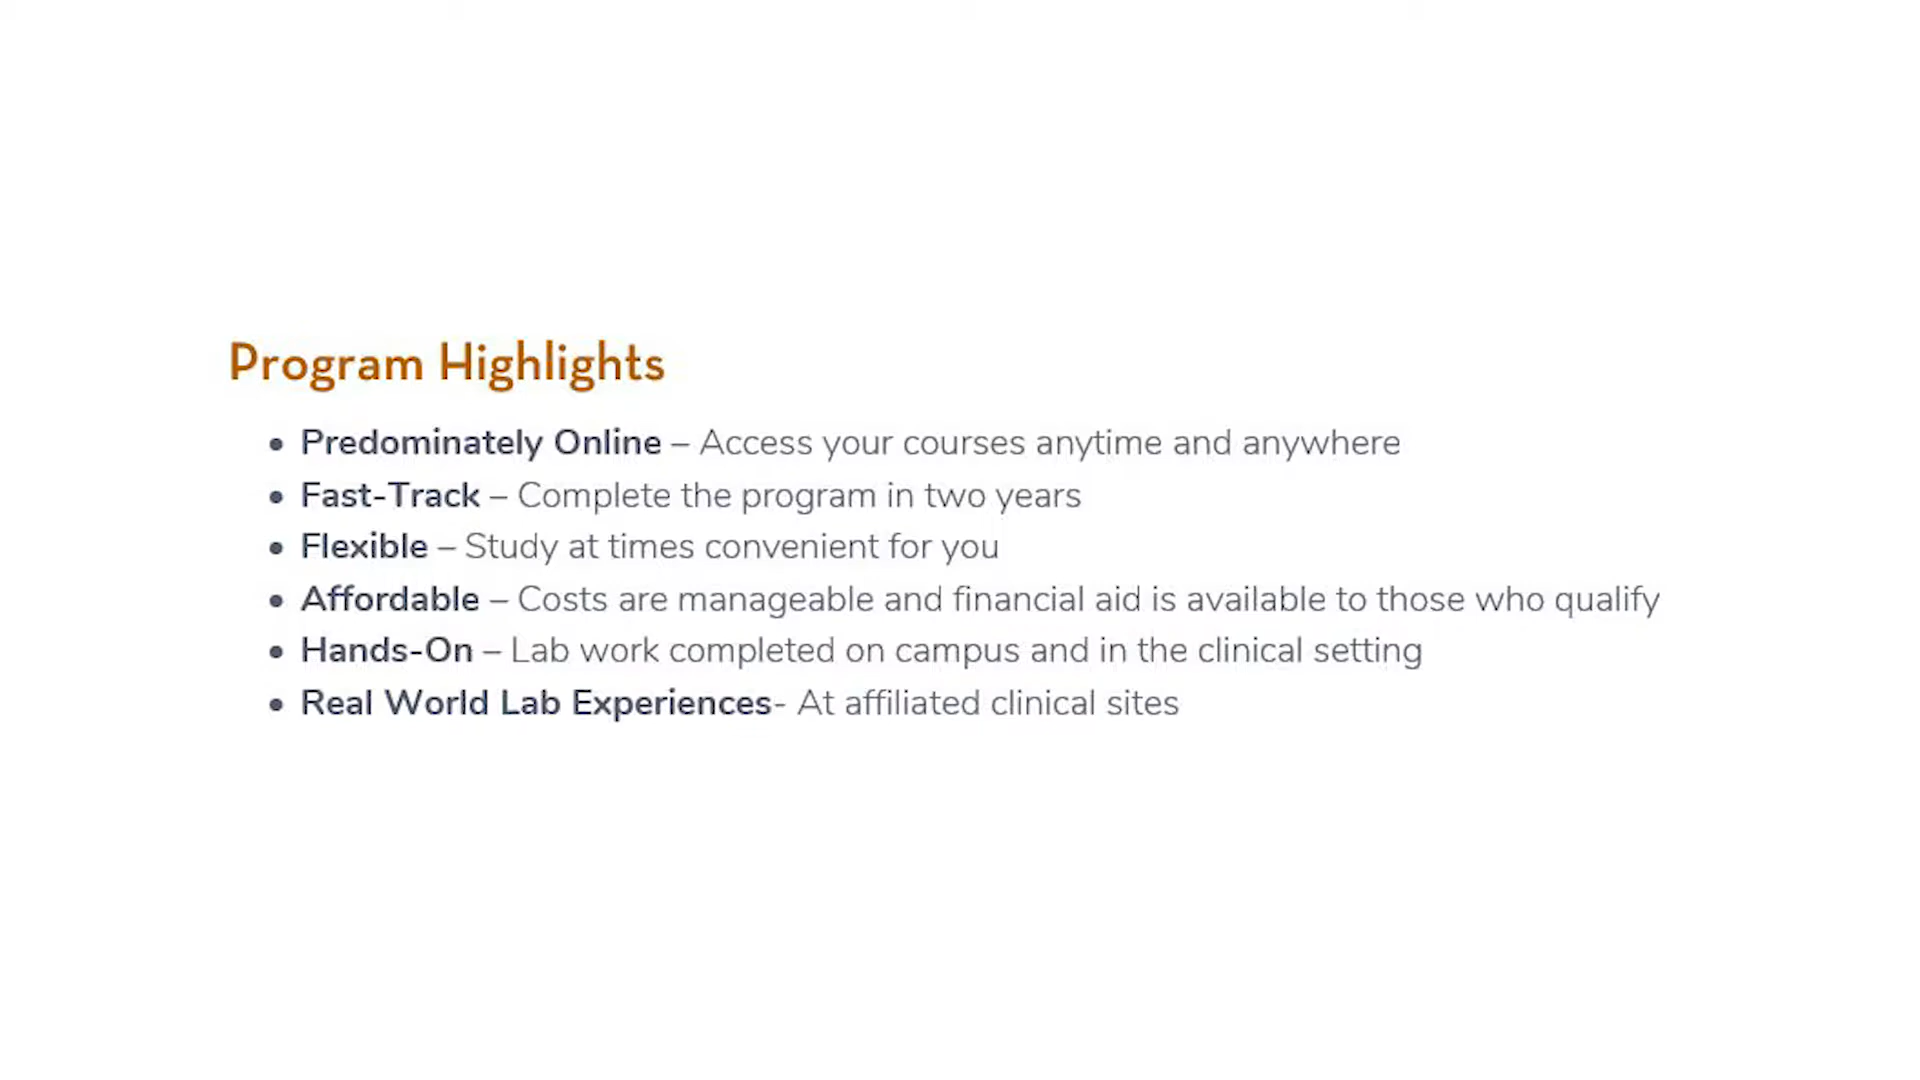 Program Highlights
• Predominately Online – Access your courses anytime and anywhere
• Fast-Track – Complete the program in two years
• Flexible – Study at times convenient for you
• Affordable – Costs are manageable and financial aid is available to those who qualify
• Hands-On – Lab work completed on campus and in the clinical setting
• Real World Lab Experiences- At affiliated clinical sites